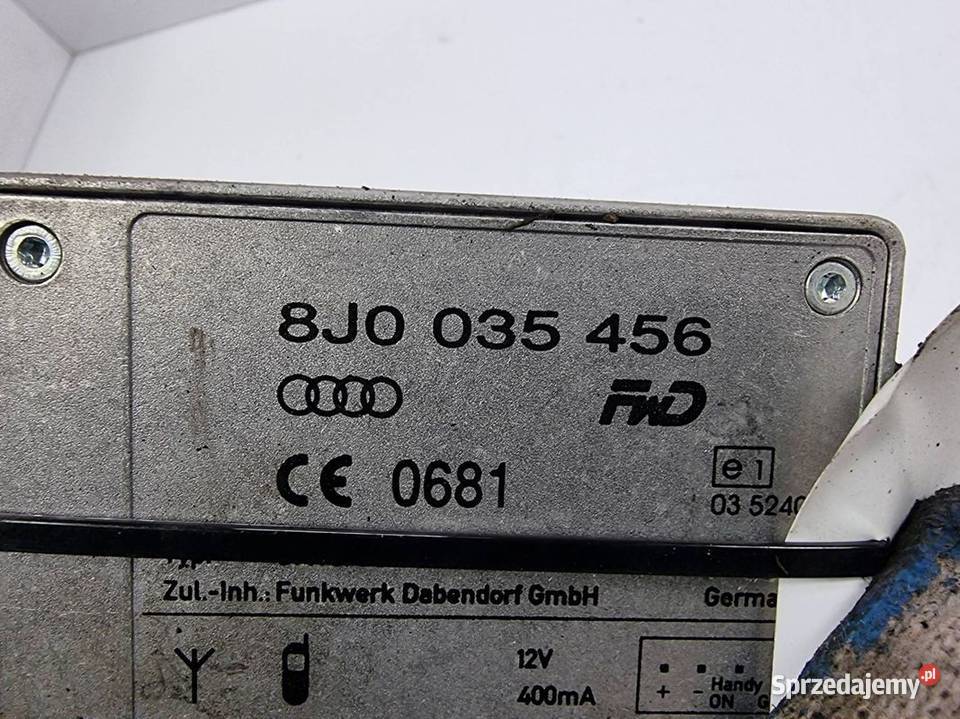 8J0 035 456
FWD
CE 0681
e1
03 5240
Zul.-Inh.: Funkwerk Dabendorf GmbH Germa
12V
400mA
+ - Handy
ON G
Sprzedajemy.pl